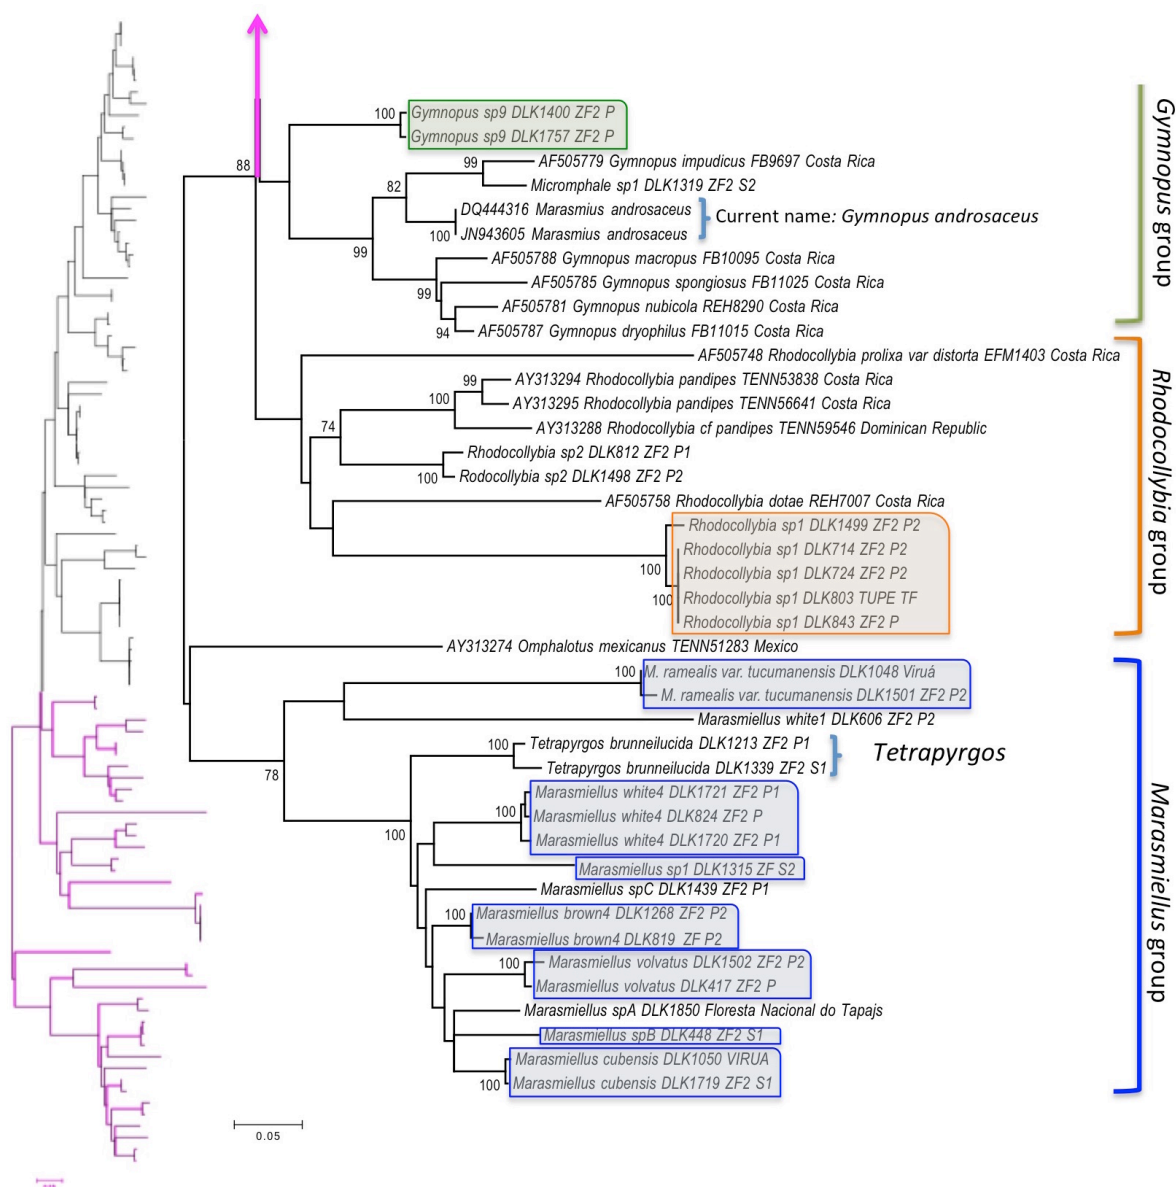 100
Gymnopus sp9 DLK1400 ZF2 P
Gymnopus sp9 DLK1757 ZF2 P
88
99
AF505779 Gymnopus impudicus FB9697 Costa Rica
82
Micromphale sp1 DLK1319 ZF2 S2
DQ444316 Marasmius androsaceus
Current name: Gymnopus androsaceus
100
JN943605 Marasmius androsaceus
99
AF505788 Gymnopus macropus FB10095 Costa Rica
AF505785 Gymnopus spongiosus FB11025 Costa Rica
99
AF505781 Gymnopus nubicola REH8290 Costa Rica
94
AF505787 Gymnopus dryophilus FB11015 Costa Rica
Gymnopus group
AF505748 Rhodocollybia prolixa var distorta EFM1403 Costa Rica
99
AY313294 Rhodocollybia pandipes TENN53838 Costa Rica
100
AY313295 Rhodocollybia pandipes TENN56641 Costa Rica
74
AY313288 Rhodocollybia cf pandipes TENN59546 Dominican Republic
Rhodocollybia sp2 DLK812 ZF2 P1
100
Rodocollybia sp2 DLK1498 ZF2 P2
AF505758 Rhodocollybia dotae REH7007 Costa Rica
Rhodocollybia sp1 DLK1499 ZF2 P2
Rhodocollybia sp1 DLK714 ZF2 P2
100
Rhodocollybia sp1 DLK724 ZF2 P2
100
Rhodocollybia sp1 DLK803 TUPE TF
Rhodocollybia sp1 DLK843 ZF2 P
Rhodocollybia group
AY313274 Omphalotus mexicanus TENN51283 Mexico
100
M. ramealis var. tucumanensis DLK1048 Viruá
M. ramealis var. tucumanensis DLK1501 ZF2 P2
Marasmiellus white1 DLK606 ZF2 P2
78
100
Tetrapyrgos brunneilucida DLK1213 ZF2 P1
Tetrapyrgos brunneilucida DLK1339 ZF2 S1
Tetrapyrgos
Marasmiellus white4 DLK1721 ZF2 P1
100
Marasmiellus white4 DLK824 ZF2 P
100
Marasmiellus white4 DLK1720 ZF2 P1
Marasmiellus sp1 DLK1315 ZF S2
Marasmiellus spC DLK1439 ZF2 P1
100
Marasmiellus brown4 DLK1268 ZF2 P2
Marasmiellus brown4 DLK819 ZF P2
100
Marasmiellus volvatus DLK1502 ZF2 P2
Marasmiellus volvatus DLK417 ZF2 P
Marasmiellus spA DLK1850 Floresta Nacional do Tapajs
Marasmiellus spB DLK448 ZF2 S1
Marasmiellus cubensis DLK1050 VIRUA
100
Marasmiellus cubensis DLK1719 ZF2 S1
Marasmiellus group
0.05